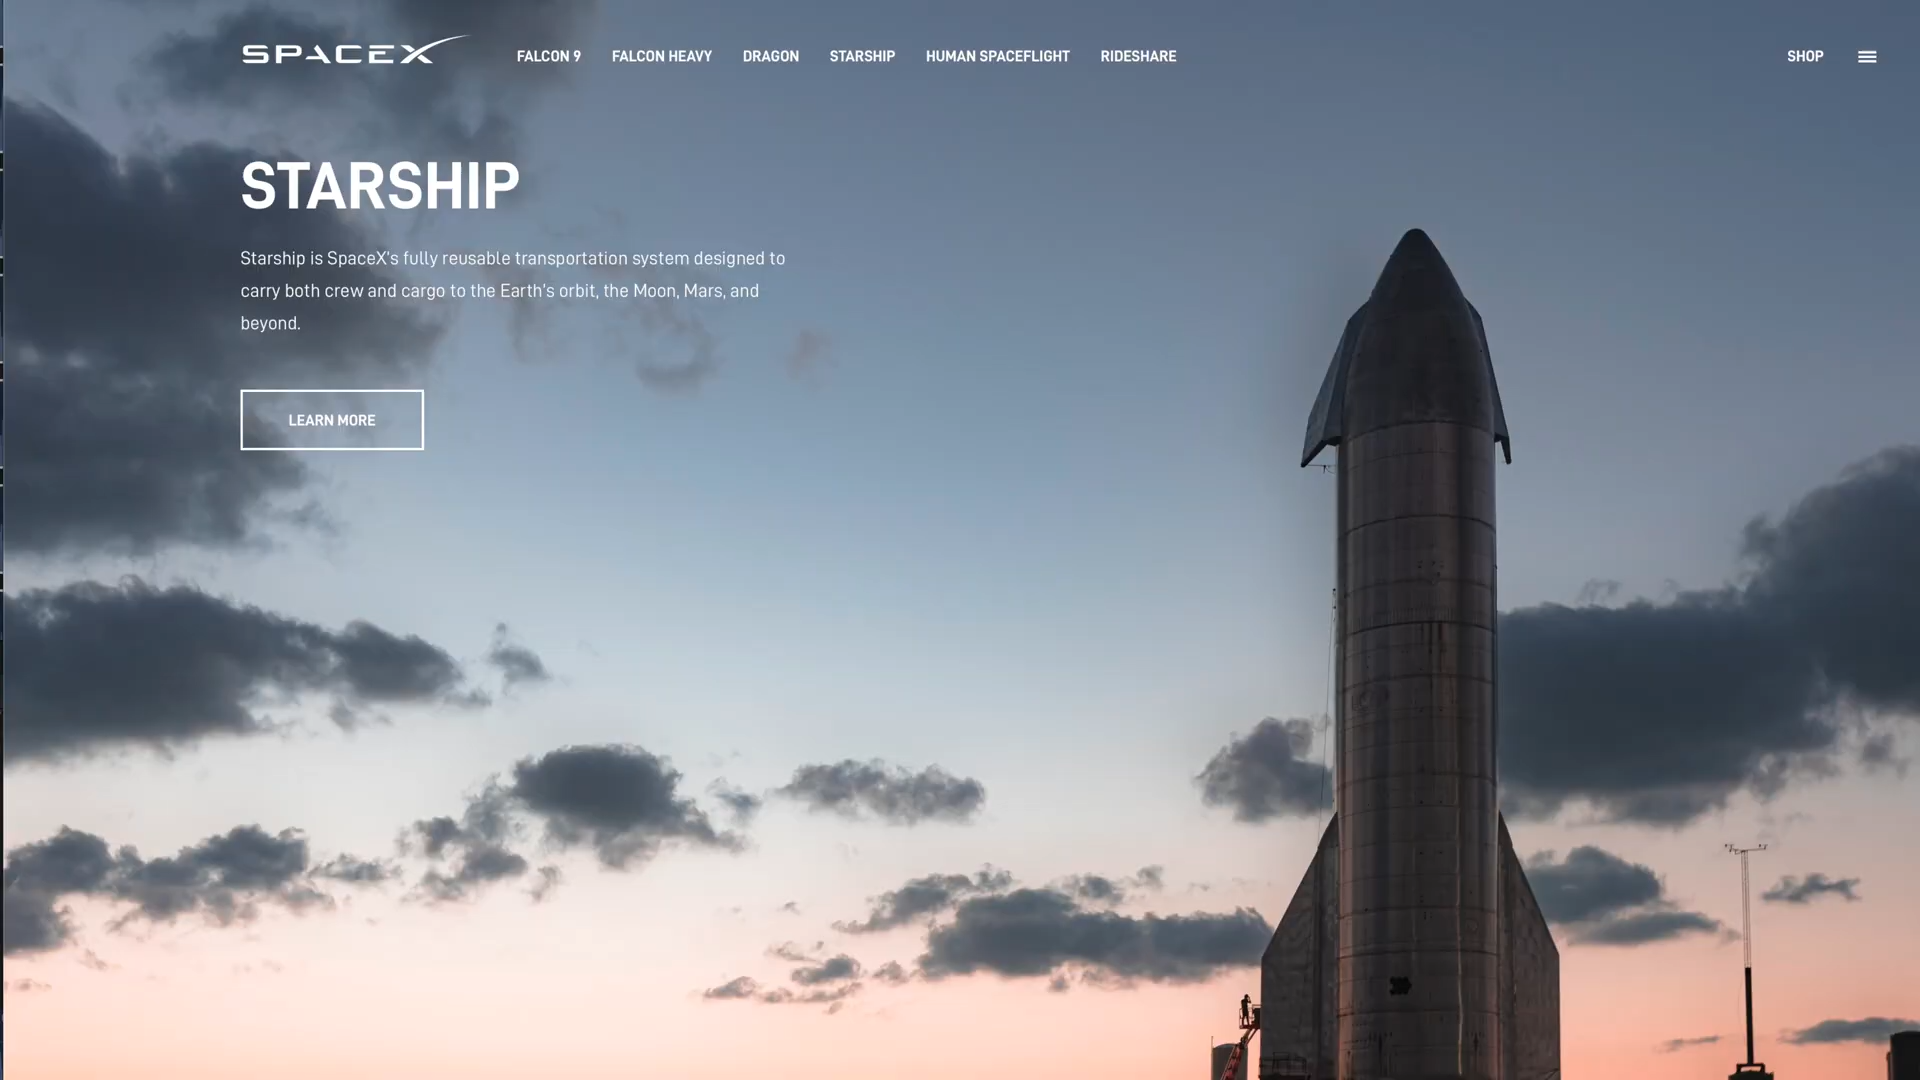 SPACEX
FALCON 9
FALCON HEAVY
DRAGON
STARSHIP
HUMAN SPACEFLIGHT
RIDESHARE
SHOP
STARSHIP
Starship is SpaceX's fully reusable transportation system designed to
carry both crew and cargo to the Earth's orbit, the Moon, Mars, and
beyond.
LEARN MORE